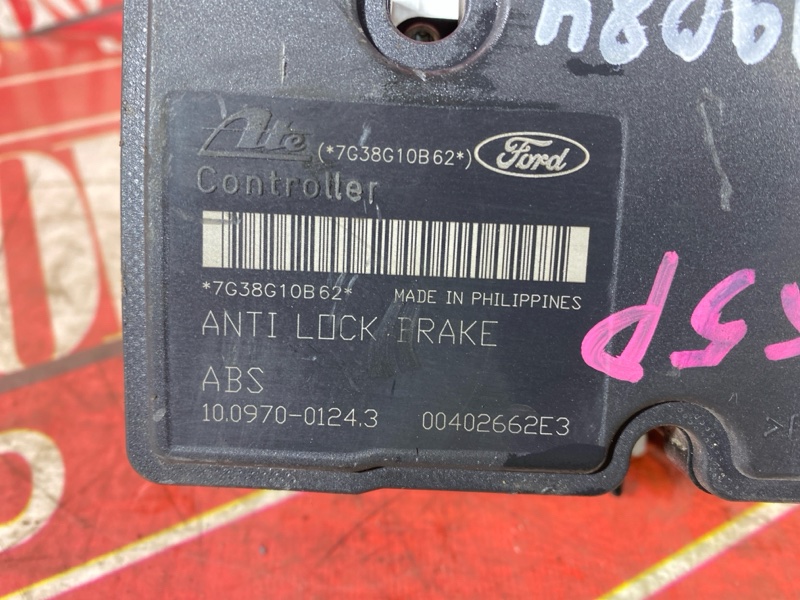 Ate (*7G38G10B62*) Ford
Controller
*7G38G10B62* MADE IN PHILIPPINES
ANTI LOCK BRAKE
ABS
10.0970-0124.3 00402662E3